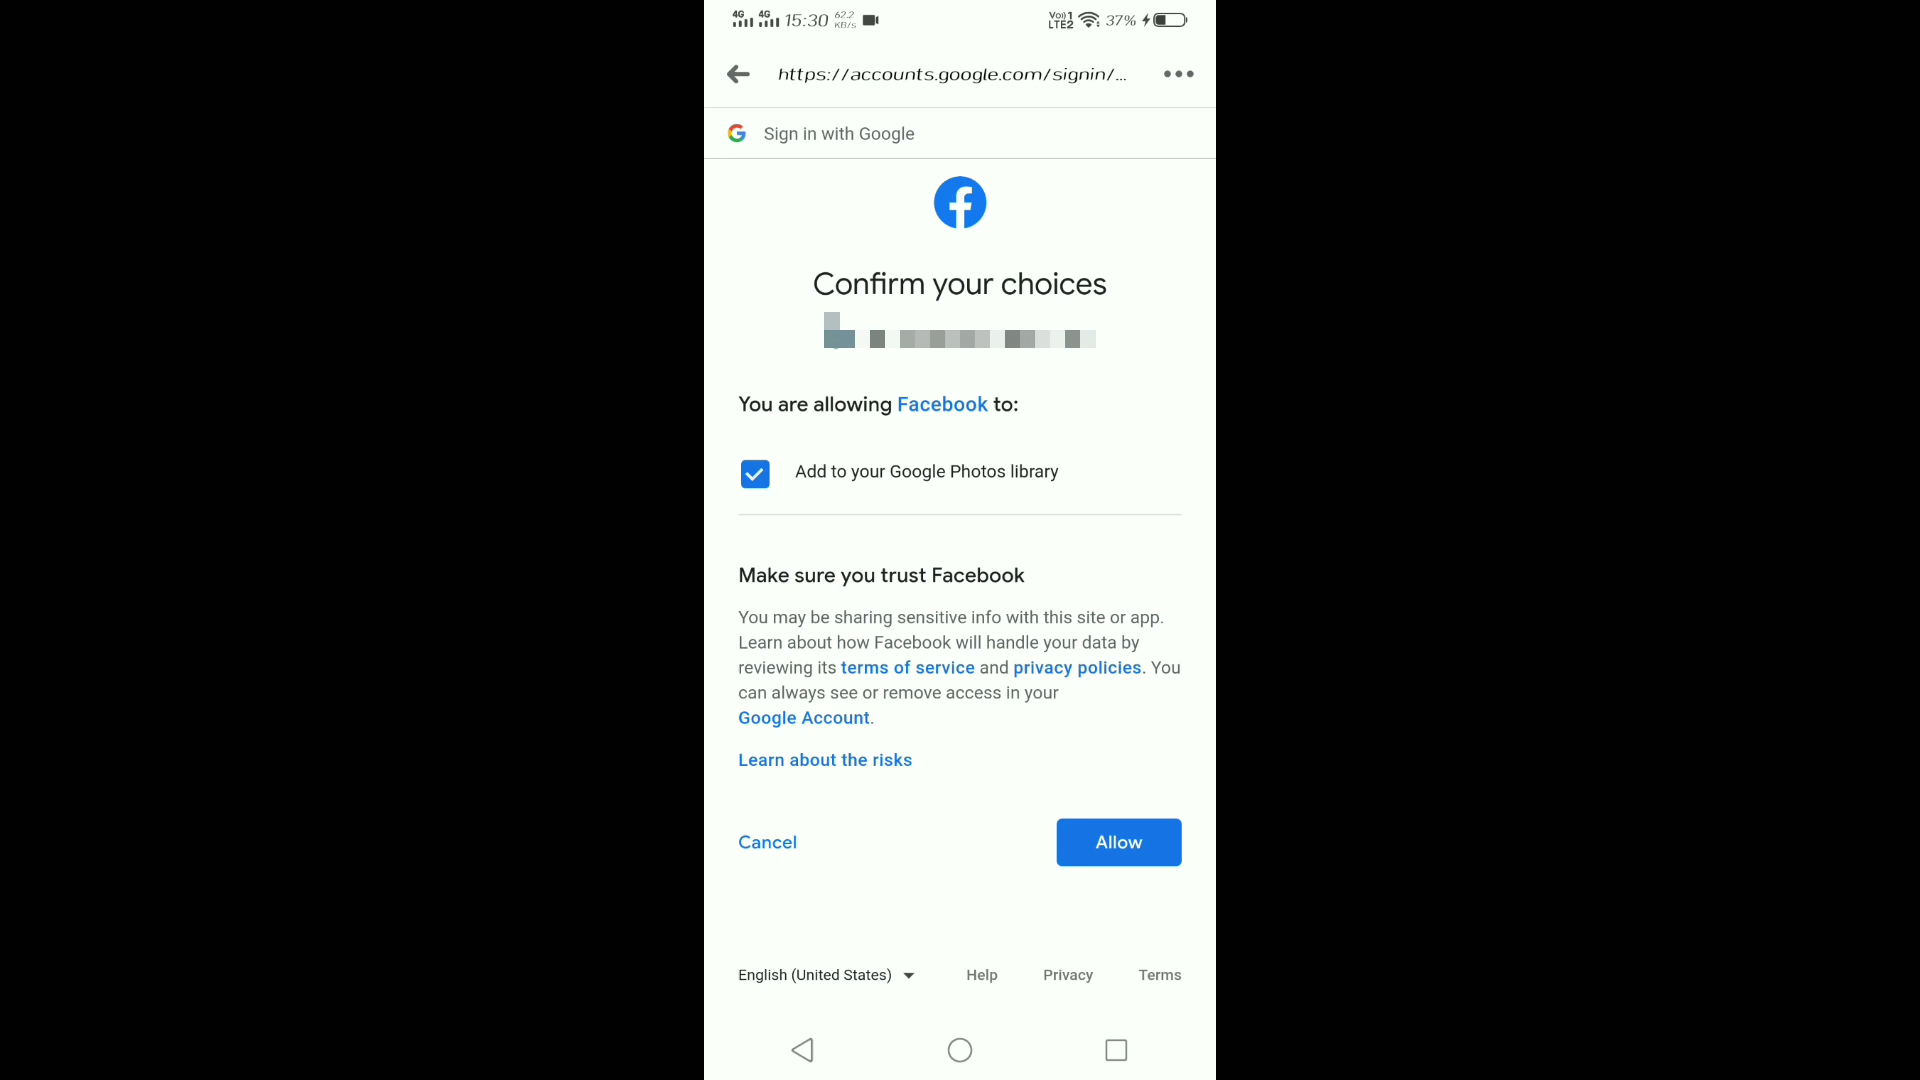 4G 4G 15:30 62.2 KB/s Vo)) 1 LTE2 37%
https://accounts.google.com/signin/...
Sign in with Google
Confirm your choices
You are allowing Facebook to:
Add to your Google Photos library
Make sure you trust Facebook
You may be sharing sensitive info with this site or app.
Learn about how Facebook will handle your data by
reviewing its terms of service and privacy policies. You
can always see or remove access in your
Google Account.
Learn about the risks
Cancel Allow
English (United States) Help Privacy Terms